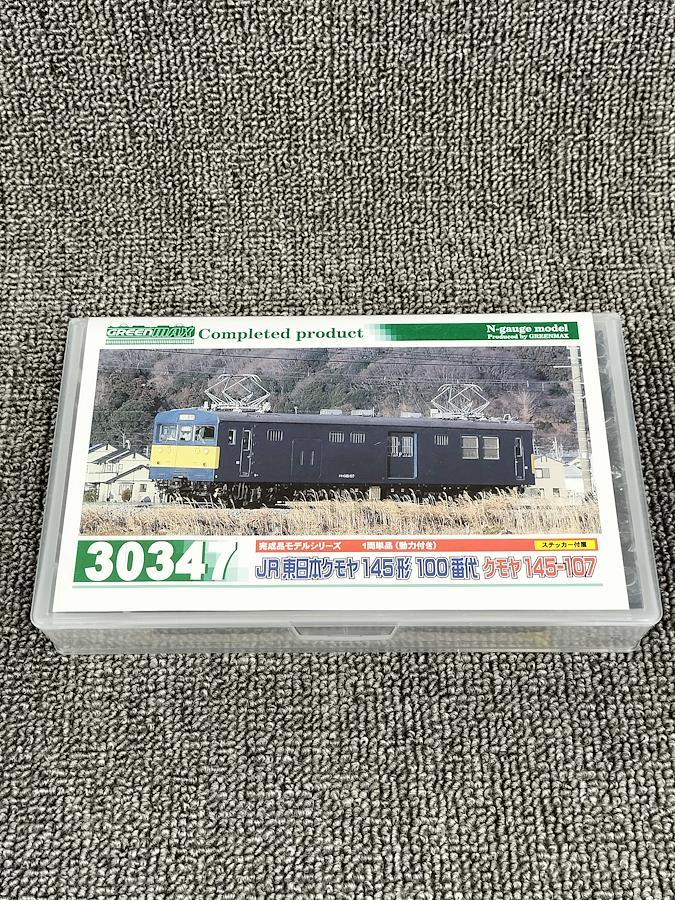 GREENMAX Completed product
N-gauge model
Produced by GREENMAX
30347
完成品モデルシリーズ 1両単品(動力付き) ステッカー付属
JR東日本クモヤ145形100番代 クモヤ145-107